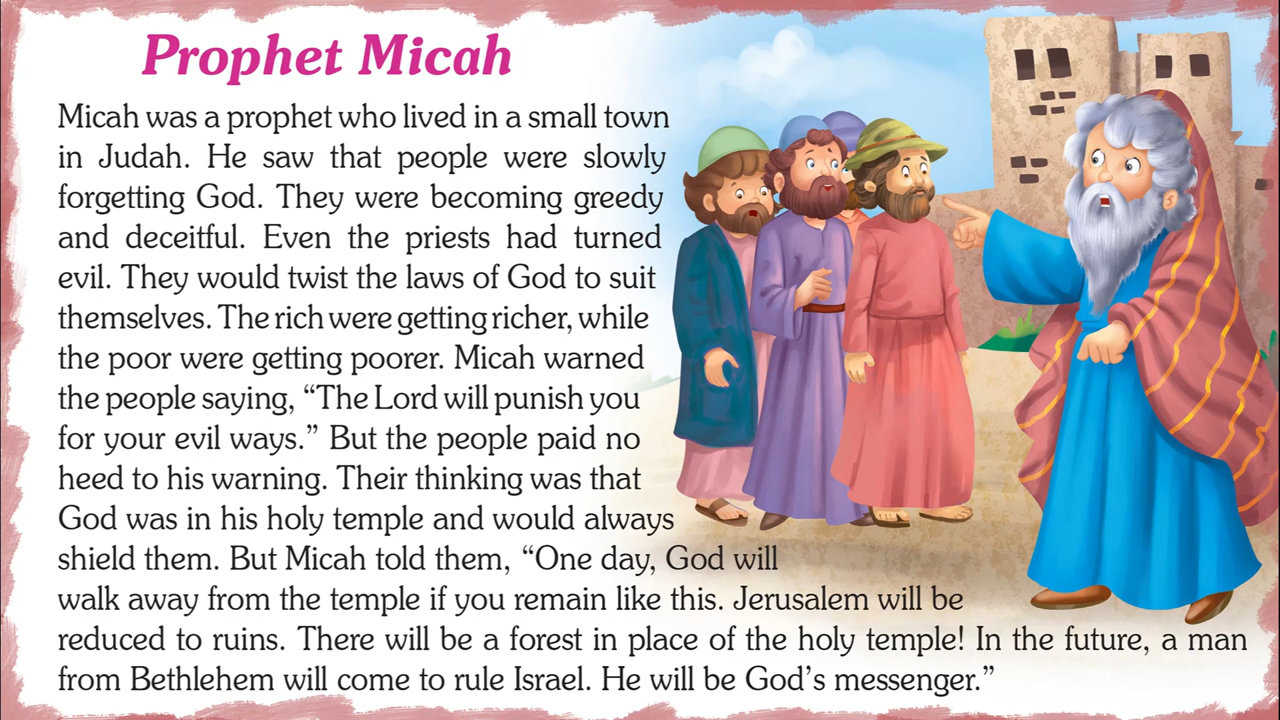 Prophet Micah
Micah was a prophet who lived in a small town
in Judah. He saw that people were slowly
forgetting God. They were becoming greedy
and deceitful. Even the priests had turned
evil. They would twist the laws of God to suit
themselves. The rich were getting richer, while
the poor were getting poorer. Micah warned
the people saying, “The Lord will punish you
for your evil ways.” But the people paid no
heed to his warning. Their thinking was that
God was in his holy temple and would always
shield them. But Micah told them, “One day, God will
walk away from the temple if you remain like this. Jerusalem will be
reduced to ruins. There will be a forest in place of the holy temple! In the future, a man
from Bethlehem will come to rule Israel. He will be God’s messenger.”